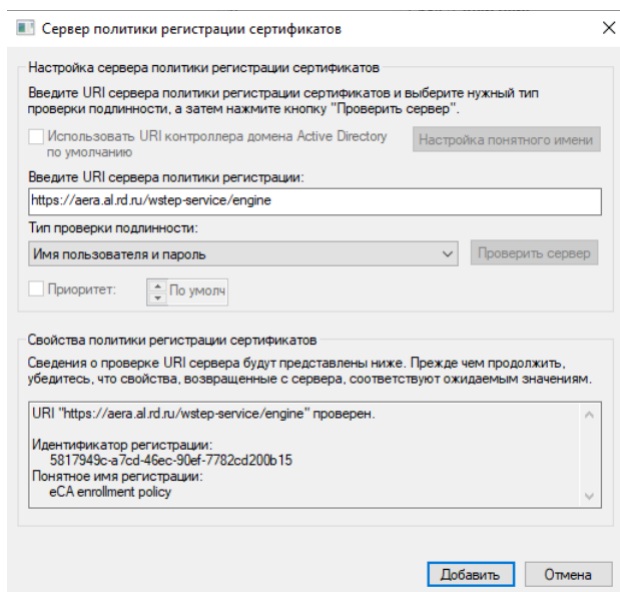 Сервер политики регистрации сертификатов
Настройка сервера политики регистрации сертификатов
Введите URI сервера политики регистрации сертификатов и выберите нужный тип
проверки подлинности, а затем нажмите кнопку "Проверить сервер".
Использовать URI контроллера домена Active Directory
по умолчанию
Настройка понятного имени
Введите URI сервера политики регистрации:
https://aera.al.rd.ru/wstep-service/engine
Тип проверки подлинности:
Имя пользователя и пароль
Проверить сервер
Приоритет:
По умолч
Свойства политики регистрации сертификатов
Сведения о проверке URI сервера будут представлены ниже. Прежде чем продолжить,
убедитесь, что свойства, возвращенные с сервера, соответствуют ожидаемым значениям.
URI "https://aera.al.rd.ru/wstep-service/engine" проверен.
Идентификатор регистрации:
5817949c-a7cd-46ec-90ef-7782cd200b15
Понятное имя регистрации:
eCA enrollment policy
Добавить
Отмена